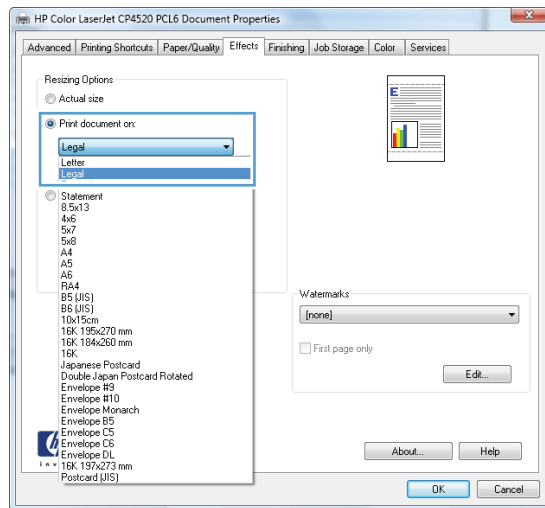 HP Color LaserJet CP4520 PCL6 Document Properties
Advanced Printing Shortcuts Paper/Quality Effects Finishing Job Storage Color Services
Resizing Options
Actual size
Print document on:
Legal
Letter
Legal
Statement
8.5x13
4x6
5x7
5x8
A4
A5
A6
RA4
B5 (JIS)
B6 (JIS)
10x15cm
16K 195x270 mm
16K 184x260 mm
16K
Japanese Postcard
Double Japan Postcard Rotated
Envelope #9
Envelope #10
Envelope Monarch
Envelope B5
Envelope C5
Envelope C6
Envelope DL
16K 197x273 mm
Postcard (JIS)
E
Watermarks
[none]
First page only
Edit...
i n v
About... Help
OK Cancel